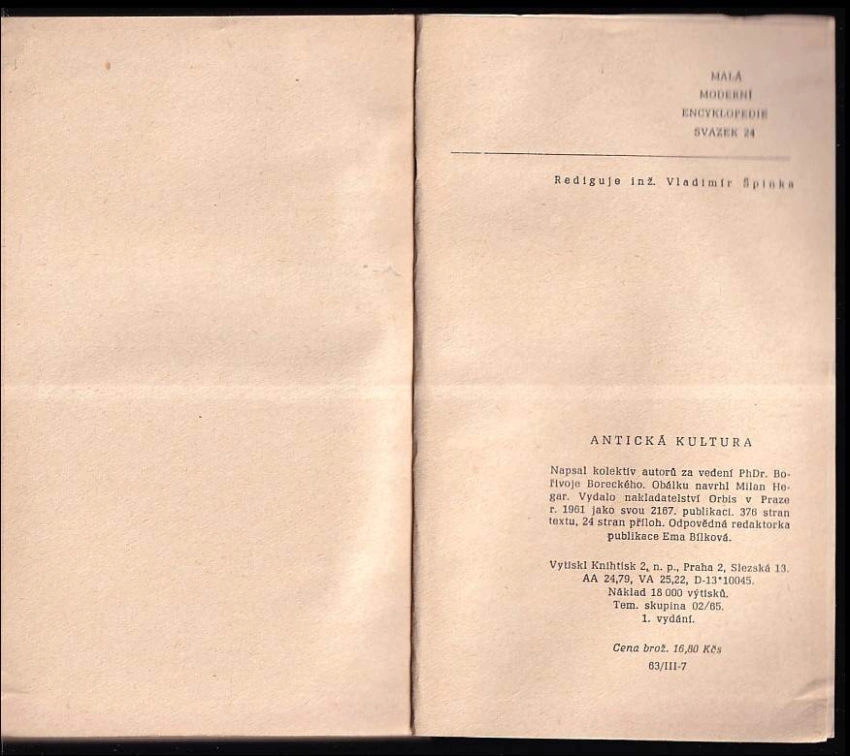 MALÁ
MODERNÍ
ENCYKLOPEDIE
SVAZEK 24
Rediguje inž. Vladimír Špinka
ANTICKÁ KULTURA
Napsal kolektiv autorů za vedení PhDr. Bo-
řivoje Boreckého. Obálku navrhl Milan He-
gar. Vydalo nakladatelství Orbis v Praze
r. 1961 jako svou 2167. publikaci. 376 stran
textu, 24 stran příloh. Odpovědná redaktorka
publikace Ema Bílková.
Vytiskl Knihtisk 2, n. p., Praha 2, Slezská 13.
AA 24,79, VA 25,22, D-13*10045.
Náklad 18 000 výtisků.
Tem. skupina 02/65.
1. vydání.
Cena brož. 16,80 Kčs
63/III-7